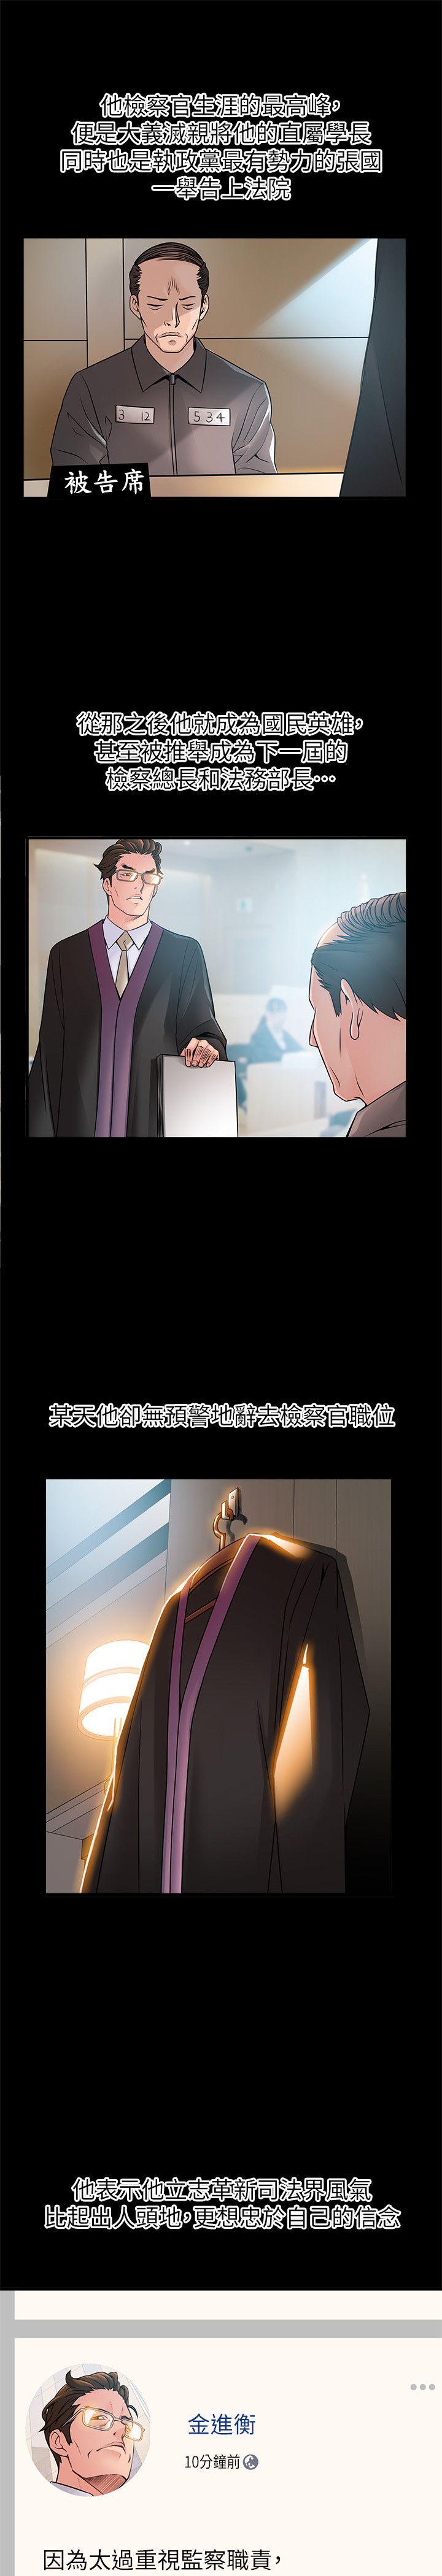 他檢察官生涯的最高峰，
便是大義滅親將他的直屬學長
同時也是執政黨最有勢力的張國
一舉告上法院
3 12
534
被告席
從那之後他就成為國民英雄，
甚至被推舉成為下一屆的
檢察總長和法務部長⋯
某天他卻無預警地辭去檢察官職位
他表示他立志革新司法界風氣
比起出人頭地，更想忠於自己的信念
金進衡
10分鐘前
因為太過重視監察職責，